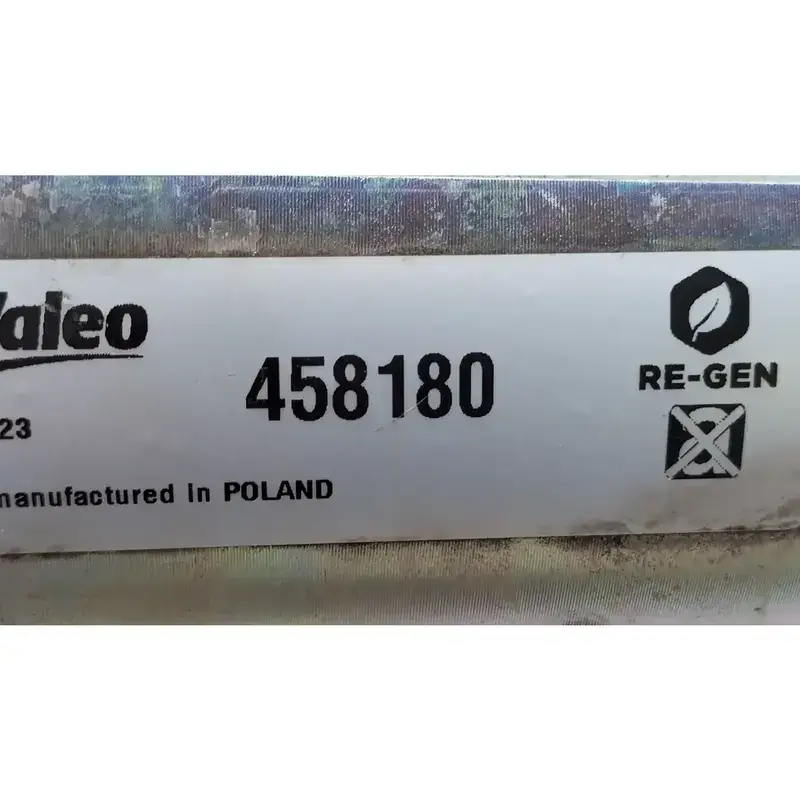 Valeo
458180
RE-GEN
23
manufactured in POLAND